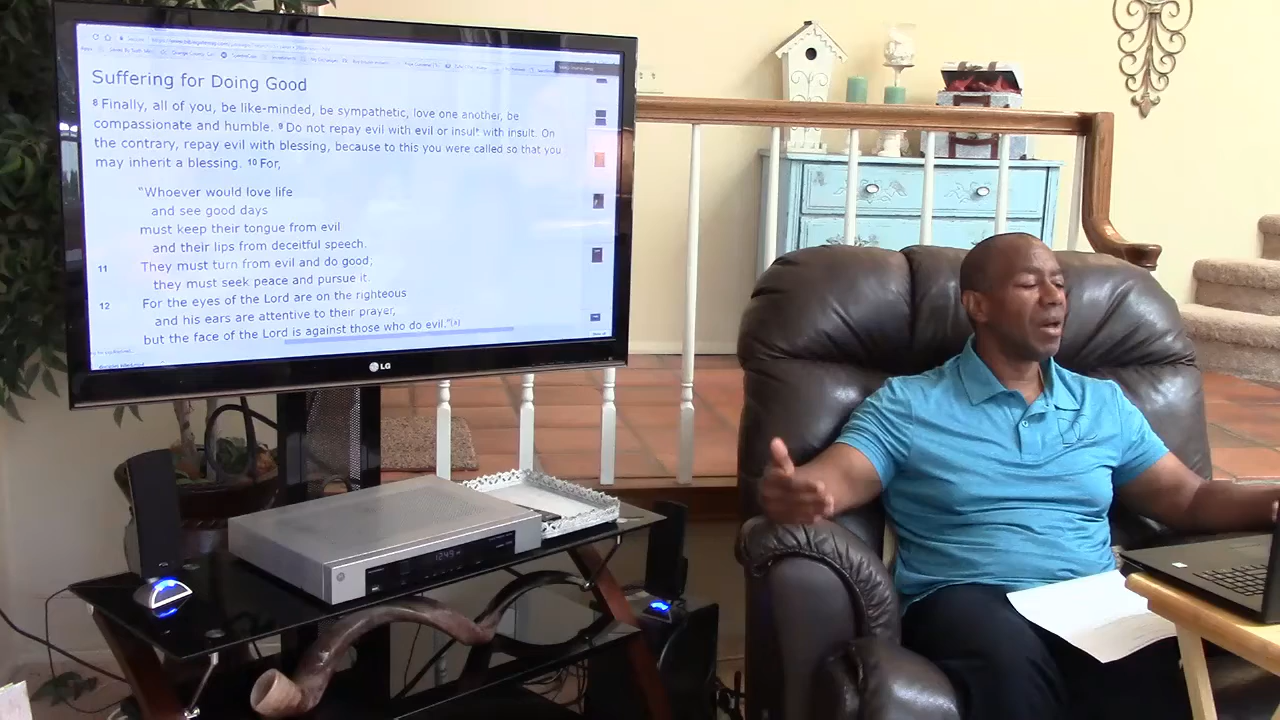 Suffering for Doing Good
8 Finally, all of you, be like-minded, be sympathetic, love one another, be
compassionate and humble. 9 Do not repay evil with evil or insult with insult. On
the contrary, repay evil with blessing, because to this you were called so that you
may inherit a blessing. 10 For,
“Whoever would love life
and see good days
must keep their tongue from evil
and their lips from deceitful speech.
11 They must turn from evil and do good;
they must seek peace and pursue it.
12 For the eyes of the Lord are on the righteous
and his ears are attentive to their prayer,
but the face of the Lord is against those who do evil.”
LG
12:49